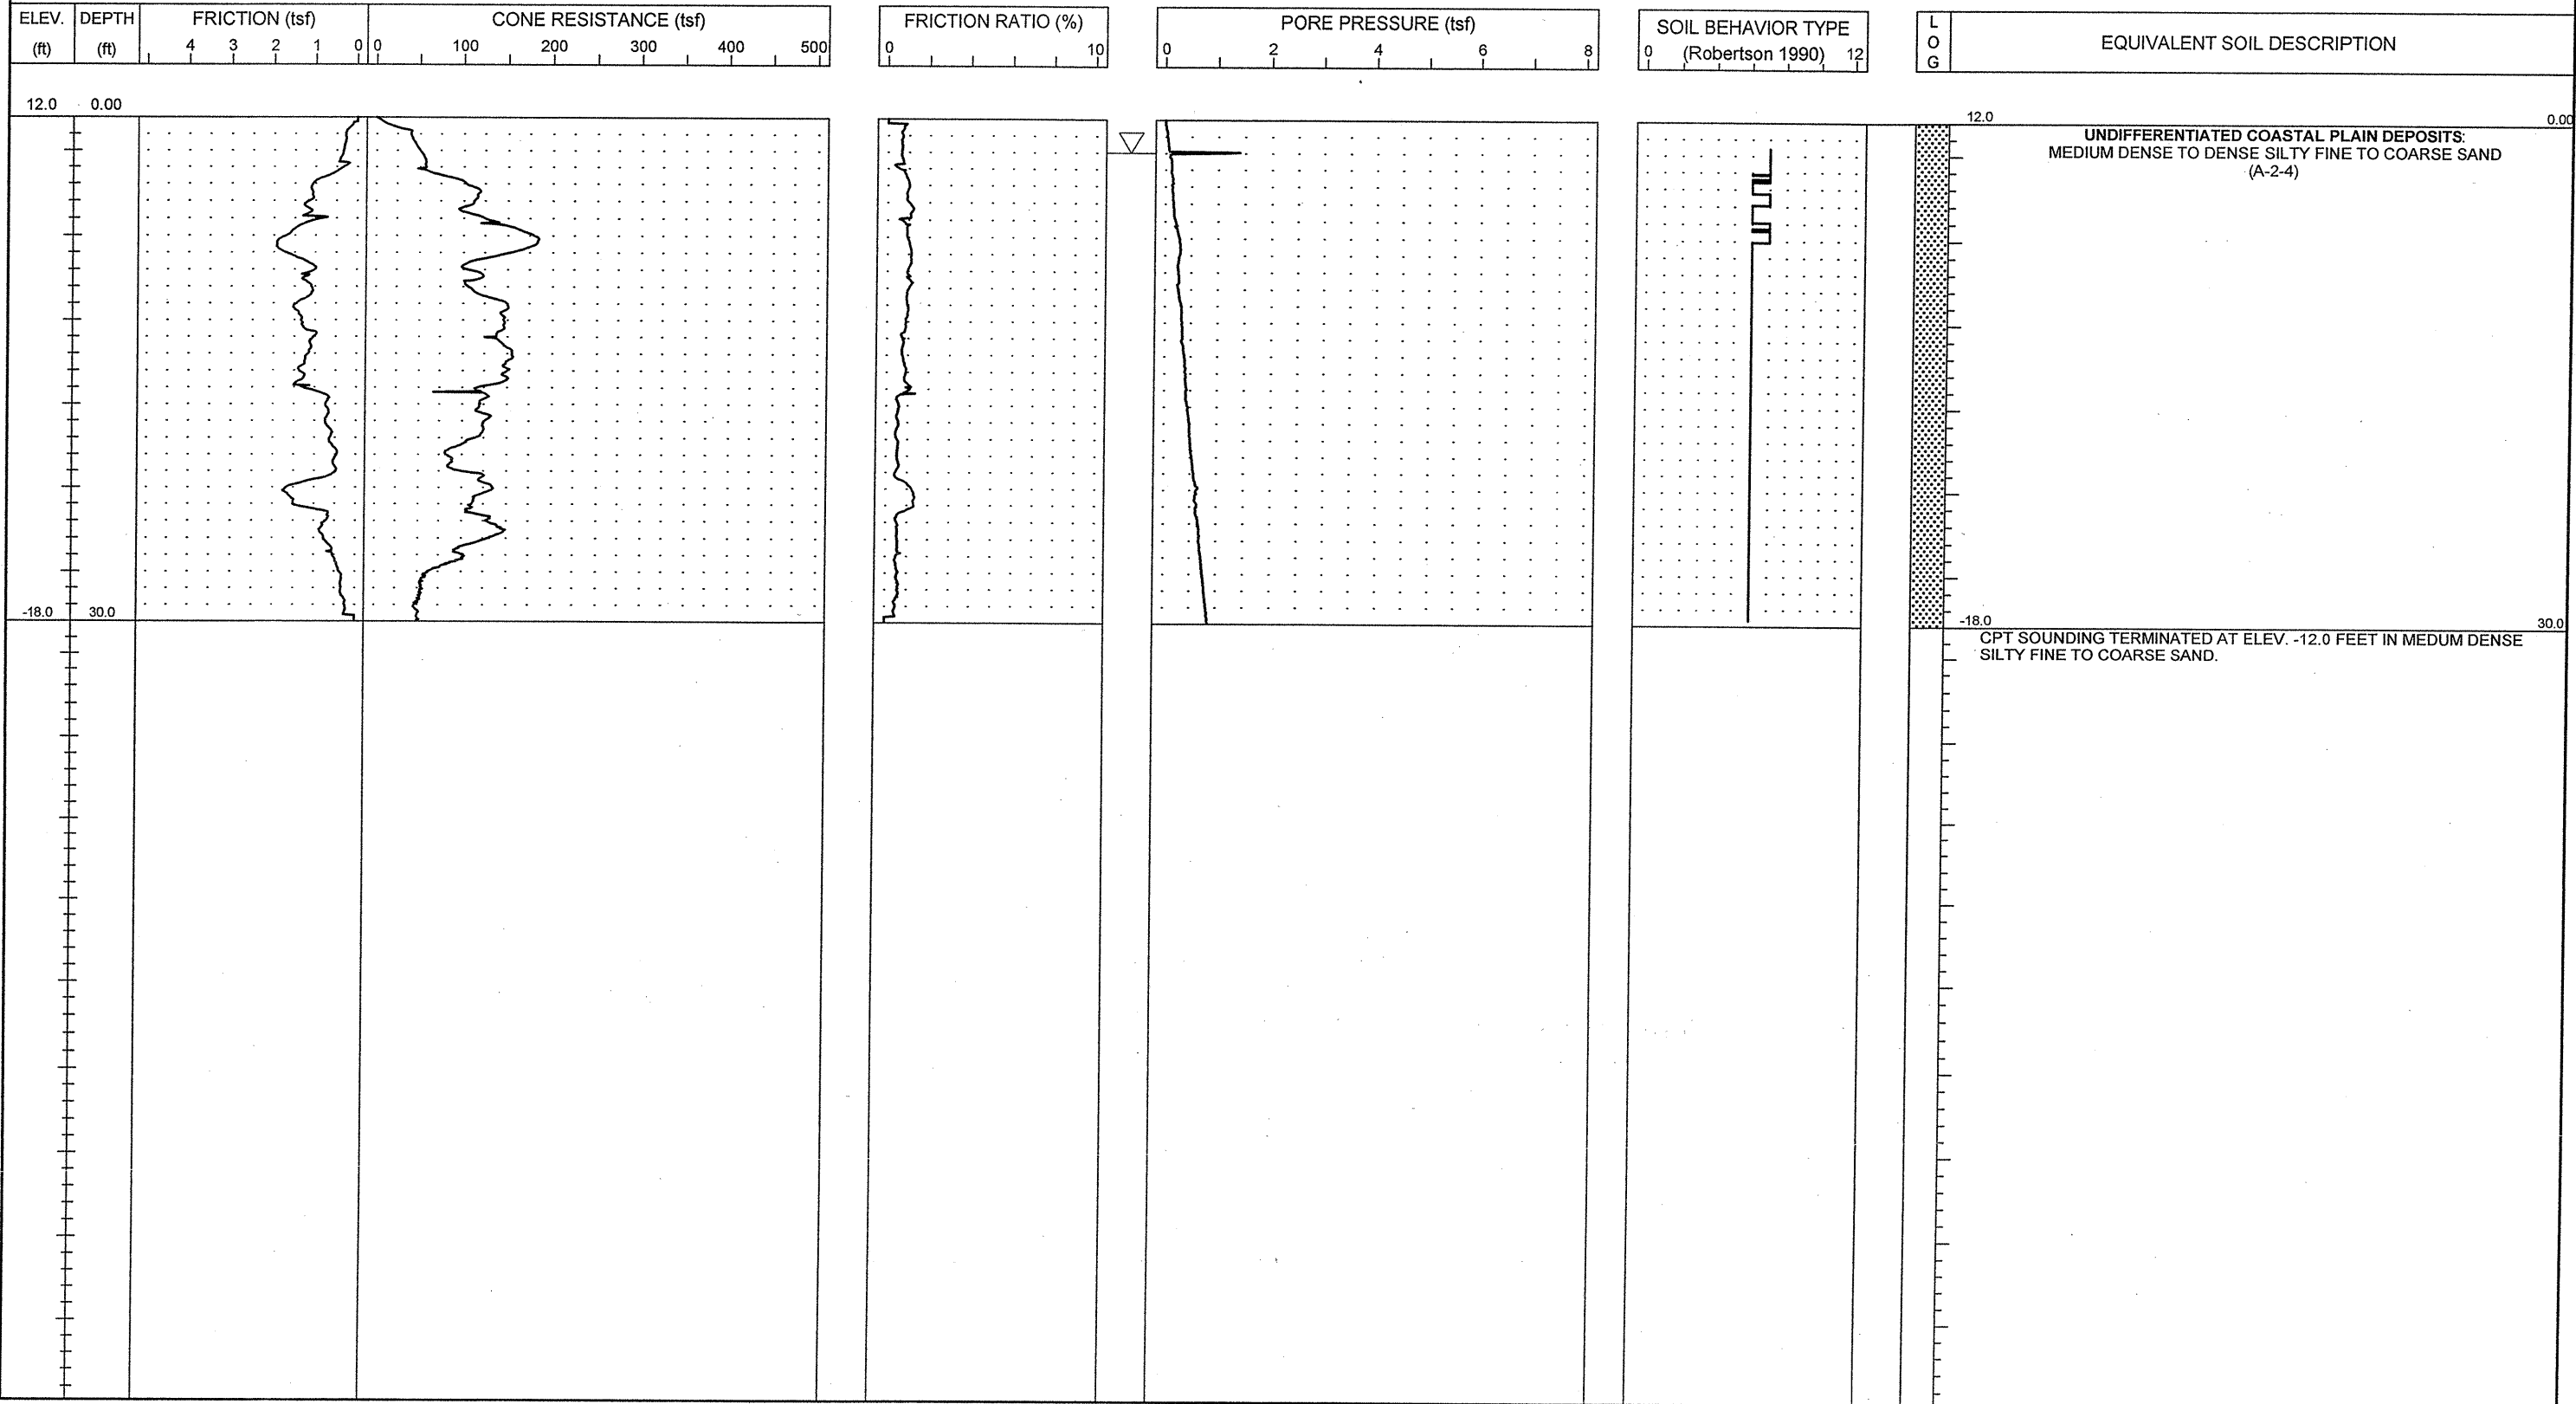 ELEV. DEPTH FRICTION (tsf) CONE RESISTANCE (tsf) FRICTION RATIO (%) PORE PRESSURE (tsf) SOIL BEHAVIOR TYPE L
(ft) (ft) 4 3 2 1 0 0 100 200 300 400 500 0 10 0 2 4 6 8 0 (Robertson 1990) 12 O EQUIVALENT SOIL DESCRIPTION
G
12.0 0.00 12.0 0.00
UNDIFFERENTIATED COASTAL PLAIN DEPOSITS:
MEDIUM DENSE TO DENSE SILTY FINE TO COARSE SAND
(A-2-4)
-18.0 30.0 -18.0 30.0
CPT SOUNDING TERMINATED AT ELEV. -12.0 FEET IN MEDUM DENSE
SILTY FINE TO COARSE SAND.